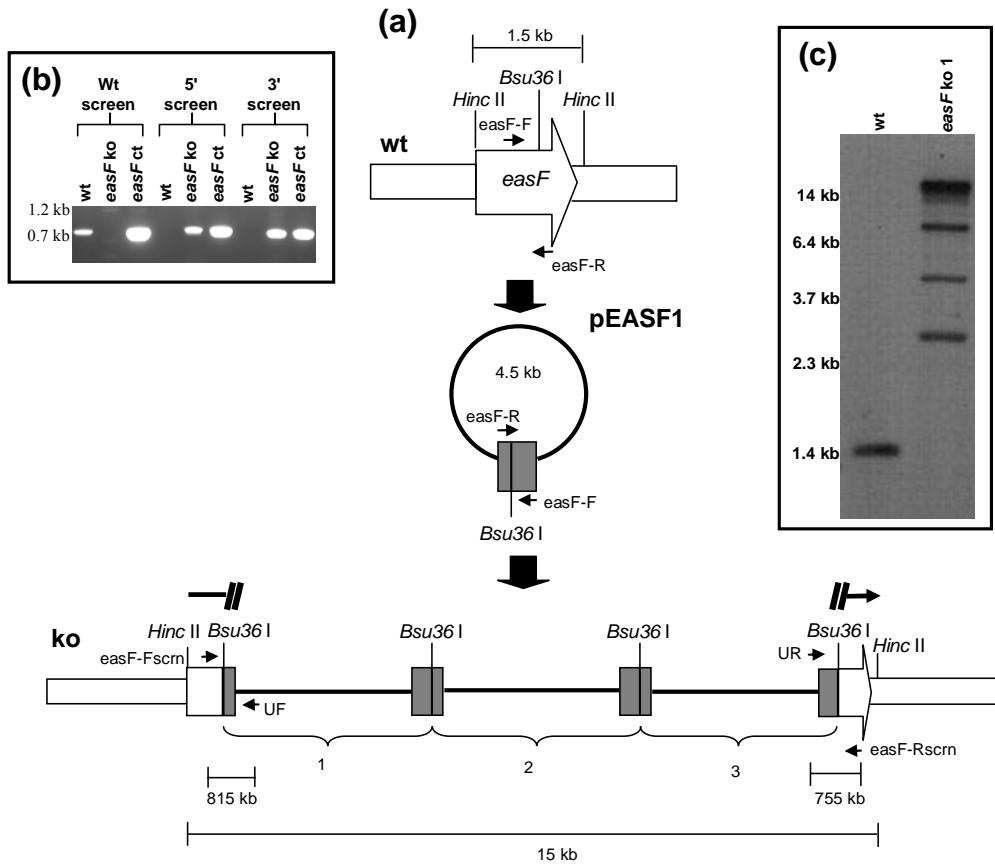 (a)
1.5 kb
Bsu36 I
Hinc II
Hinc II
easF-F
wt
easF
easF-R
pEASF1
4.5 kb
easF-R
easF-F
Bsu36 I
(b)
Wt screen
5' screen
3' screen
wt
easF ko
easF ct
wt
easF ko
easF ct
wt
easF ko
easF ct
1.2 kb
0.7 kb
(c)
wt
easF ko 1
14 kb
6.4 kb
3.7 kb
2.3 kb
1.4 kb
ko
Hinc II
Bsu36 I
Bsu36 I
Bsu36 I
Bsu36 I
Hinc II
easF-Fscrn
UR
UF
easF-Rscrn
1
2
3
815 kb
755 kb
15 kb